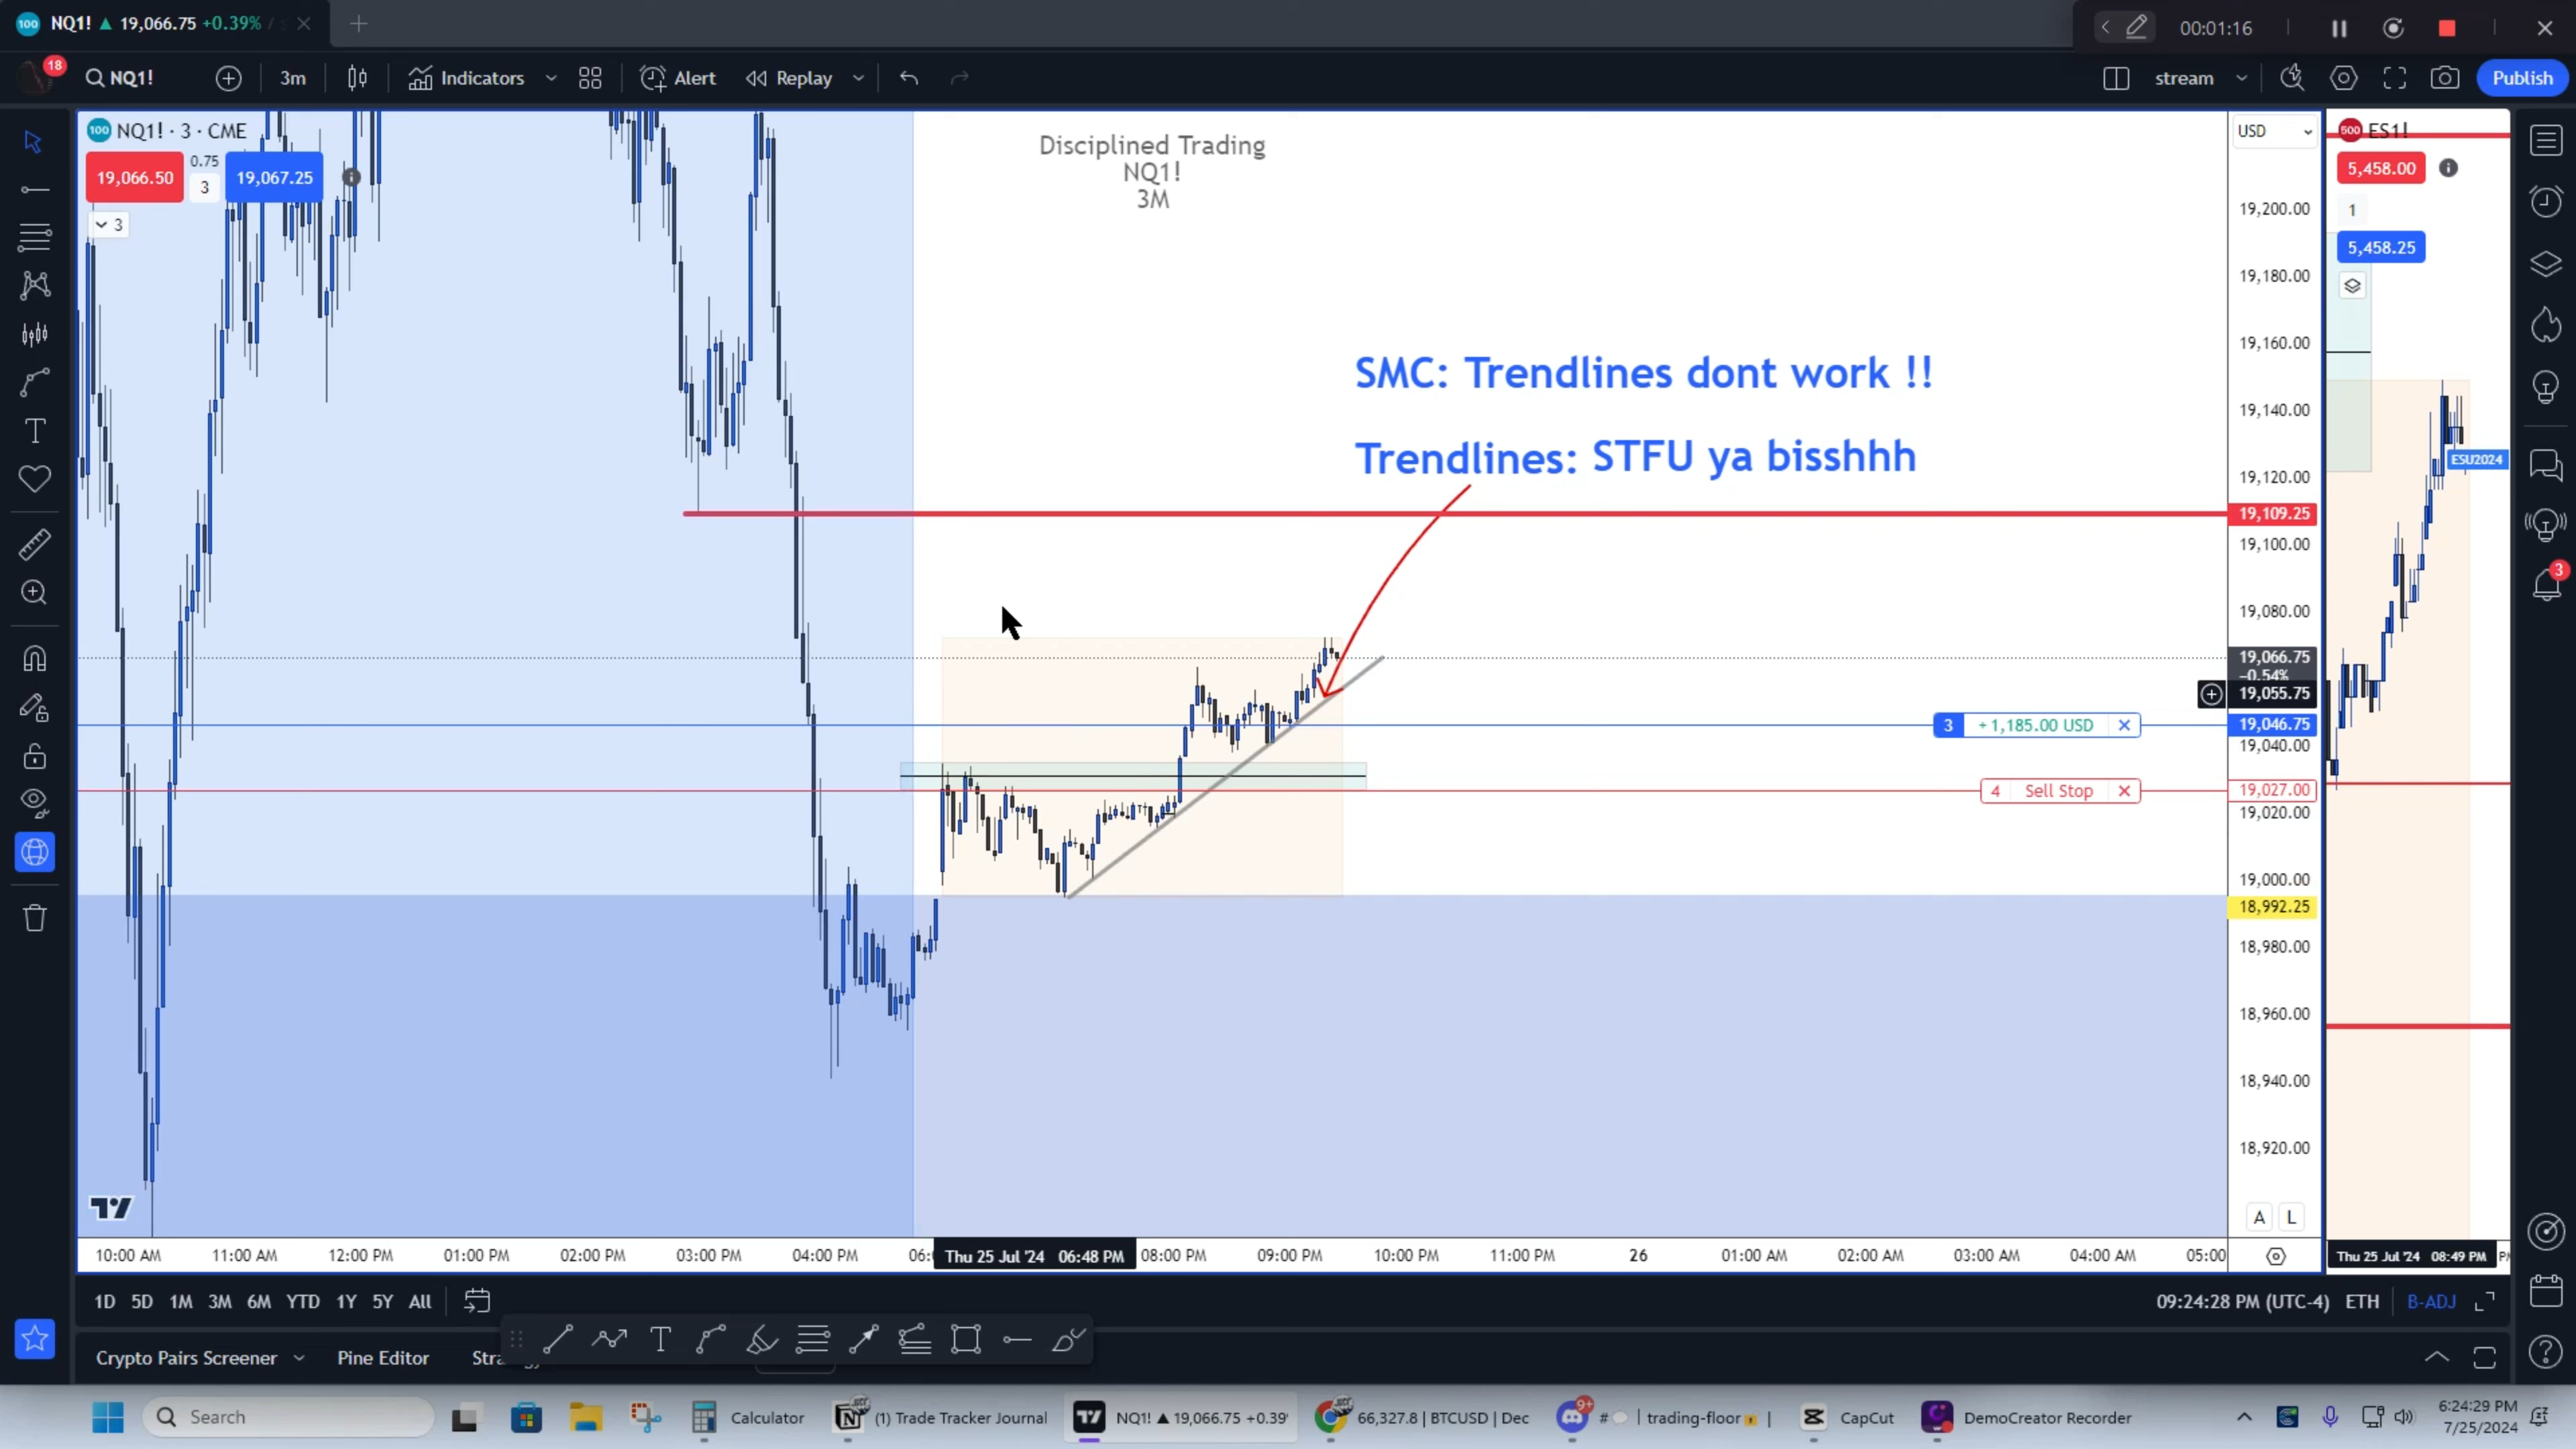 100 NQ1! ▲ 19,066.75 +0.39% /
00:01:16
18
NQ1!
3m
Indicators
Alert
Replay
stream
Publish
100 NQ1! · 3 · CME
19,066.50
0.75
3
19,067.25
3
Disciplined Trading
NQ1!
3M
SMC: Trendlines dont work !!
Trendlines: STFU ya bisshhh
3 +1,185.00 USD
4 Sell Stop
USD
19,200.00
19,180.00
19,160.00
19,140.00
19,120.00
19,109.25
19,100.00
19,080.00
19,066.75
−0.54%
19,055.75
19,046.75
19,040.00
19,027.00
19,020.00
19,000.00
18,992.25
18,980.00
18,960.00
18,940.00
18,920.00
A L
500 ES1!
5,458.00
1
5,458.25
ESU2024
3
10:00 AM 11:00 AM 12:00 PM 01:00 PM 02:00 PM 03:00 PM 04:00 PM 06: Thu 25 Jul '24 06:48 PM 08:00 PM 09:00 PM 10:00 PM 11:00 PM 26 01:00 AM 02:00 AM 03:00 AM 04:00 AM 05:00
Thu 25 Jul '24 08:49 PM
1D 5D 1M 3M 6M YTD 1Y 5Y All
09:24:28 PM (UTC-4) ETH B-ADJ
Crypto Pairs Screener Pine Editor
Search
Calculator
(1) Trade Tracker Journal
NQ1! ▲ 19,066.75 +0.39
66,327.8 | BTCUSD | Dec
9+
# | trading-floor |
CapCut
DemoCreator Recorder
6:24:29 PM
7/25/2024